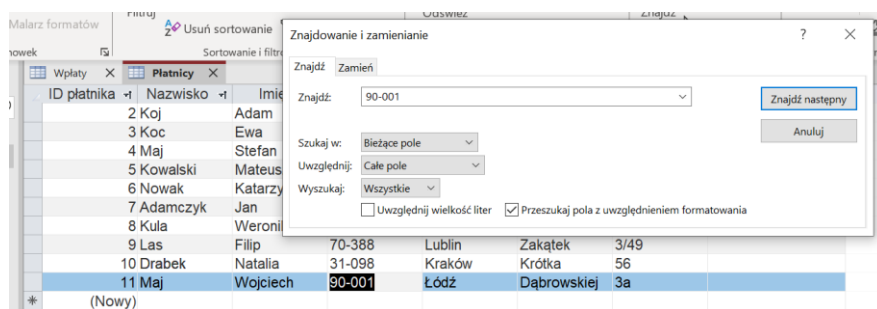 Filtruj
Malarz formatów
Usuń sortowanie
Odśwież
Znajdź
Sortowanie i filtro
Znajdowanie i zamienianie ? ×
Znajdź Zamień
Znajdź: 90-001
Znajdź następny
Anuluj
Szukaj w: Bieżące pole
Uwzględnij: Całe pole
Wyszukaj: Wszystkie
Uwzględnij wielkość liter Przeszukaj pola z uwzględnieniem formatowania
Wpłaty × Płatnicy ×
ID płatnika Nazwisko Imię
2 Koj Adam
3 Koc Ewa
4 Maj Stefan
5 Kowalski Mateus
6 Nowak Katarzy
7 Adamczyk Jan
8 Kula Weroni
9 Las Filip 70-388 Lublin Zakątek 3/49
10 Drabek Natalia 31-098 Kraków Krótka 56
11 Maj Wojciech 90-001 Łódź Dąbrowskiej 3a
(Nowy)